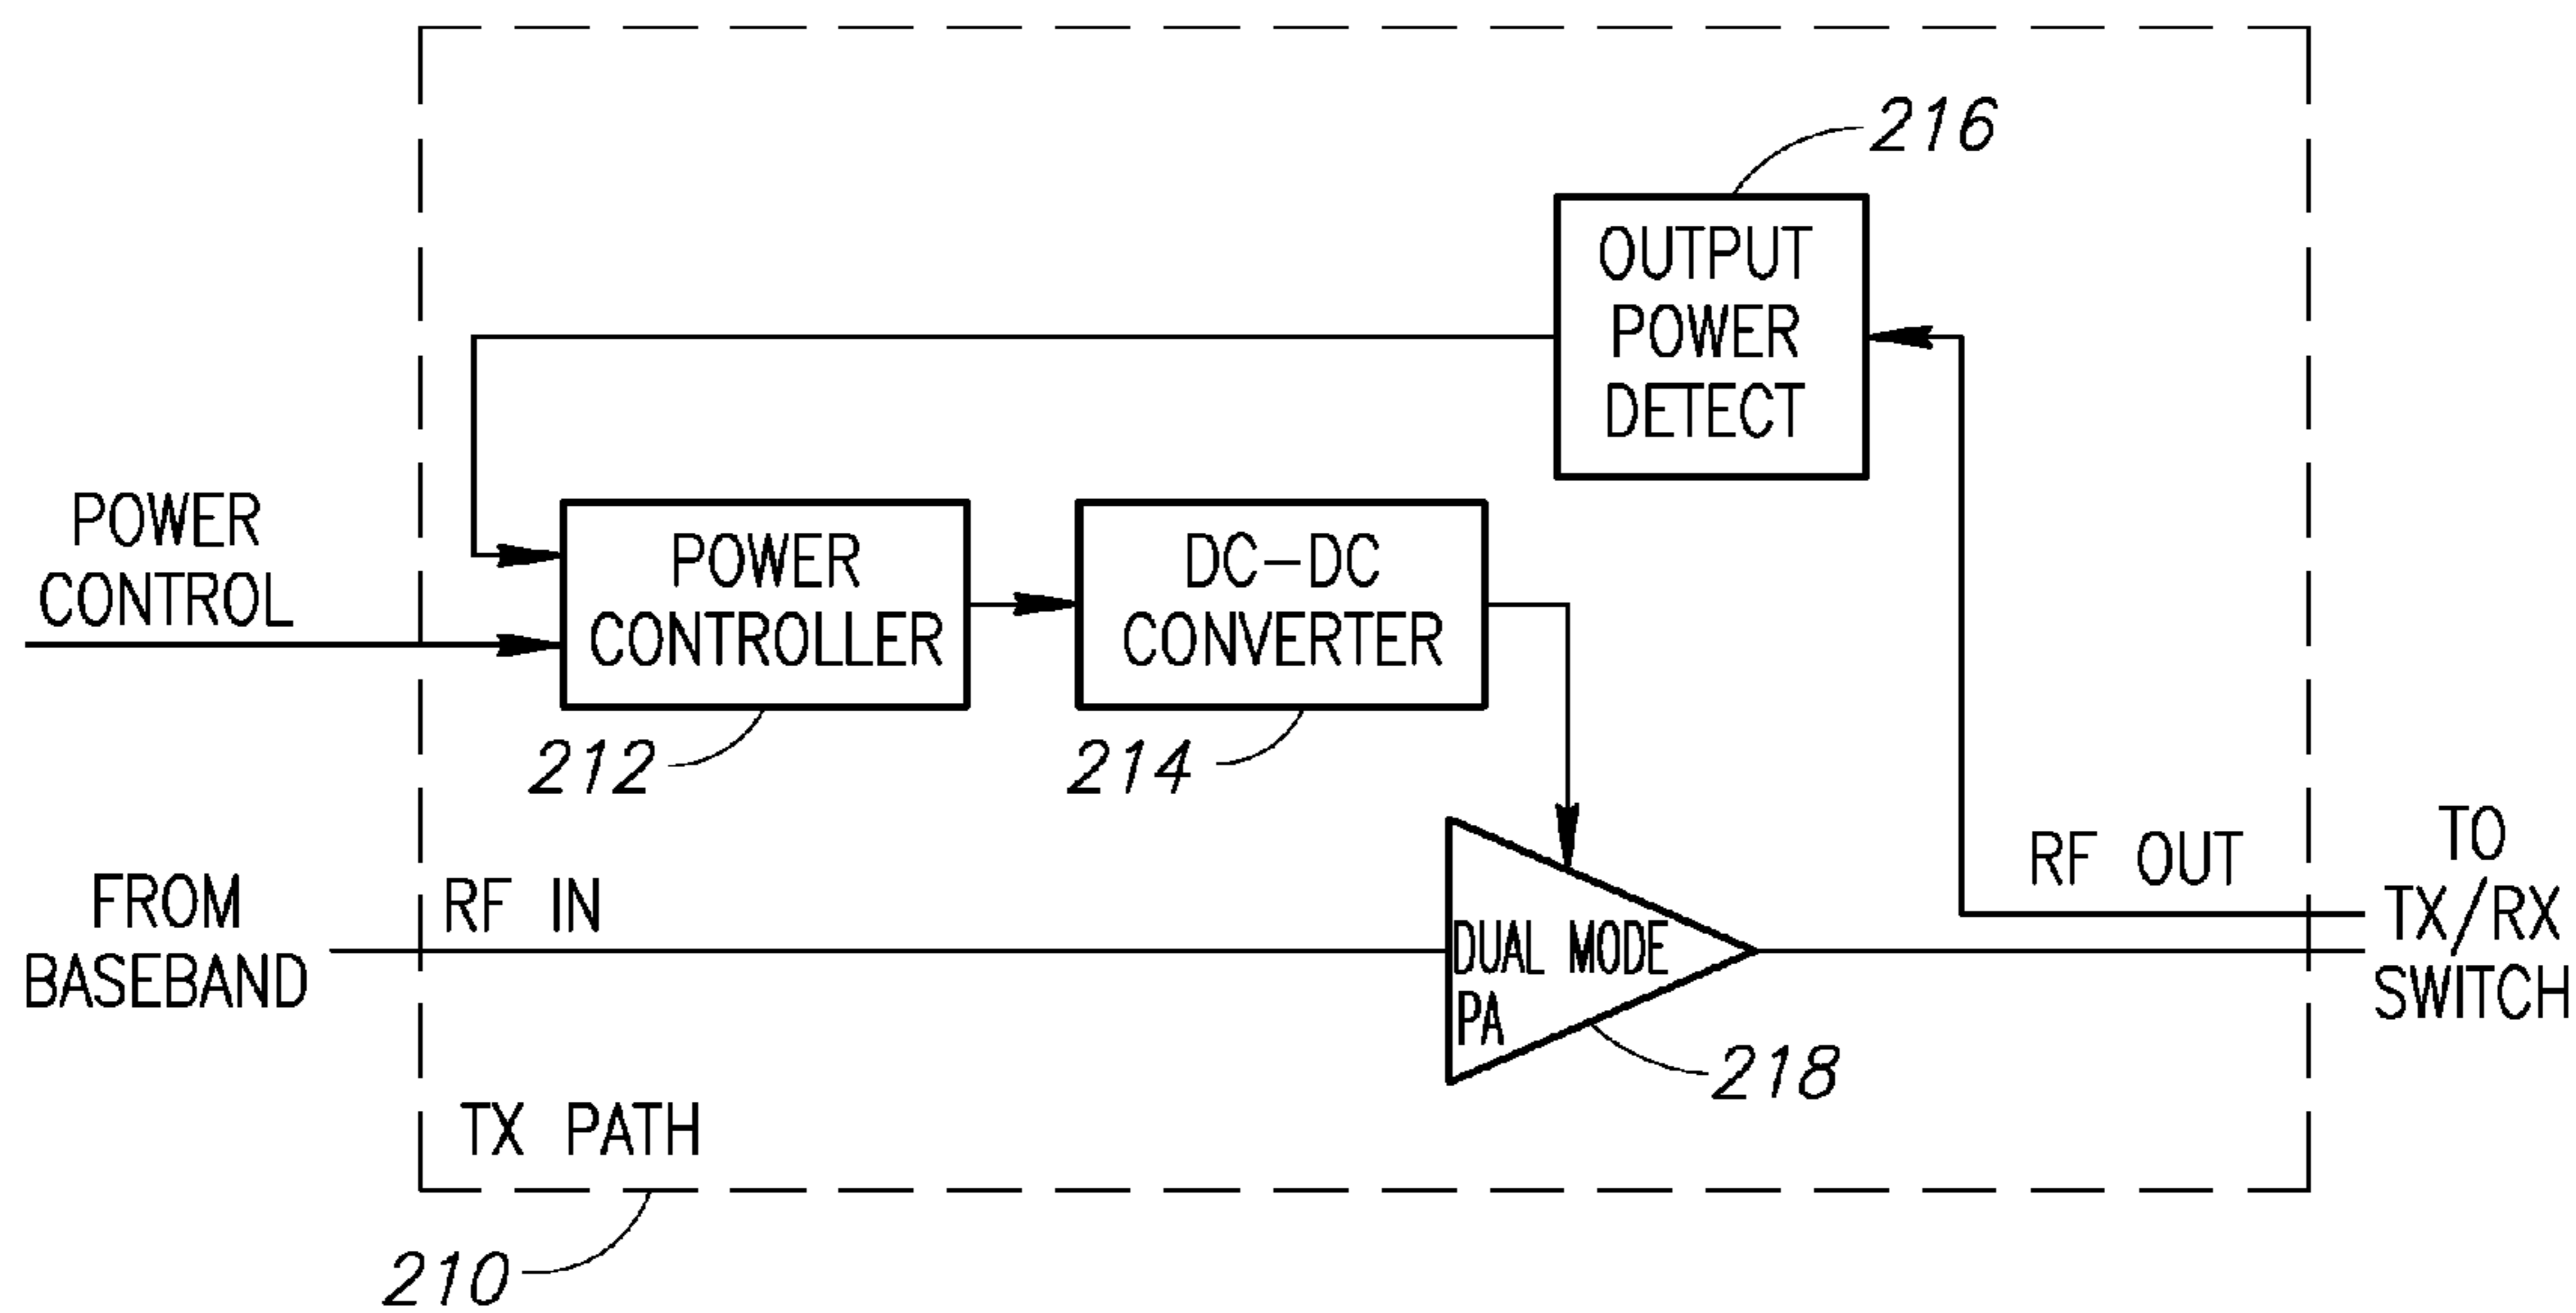 216
OUTPUT
POWER
DETECT
POWER
CONTROL
POWER
CONTROLLER
DC-DC
CONVERTER
212
214
FROM
BASEBAND
RF IN
DUAL MODE
PA
218
RF OUT
TO
TX/RX
SWITCH
TX PATH
210